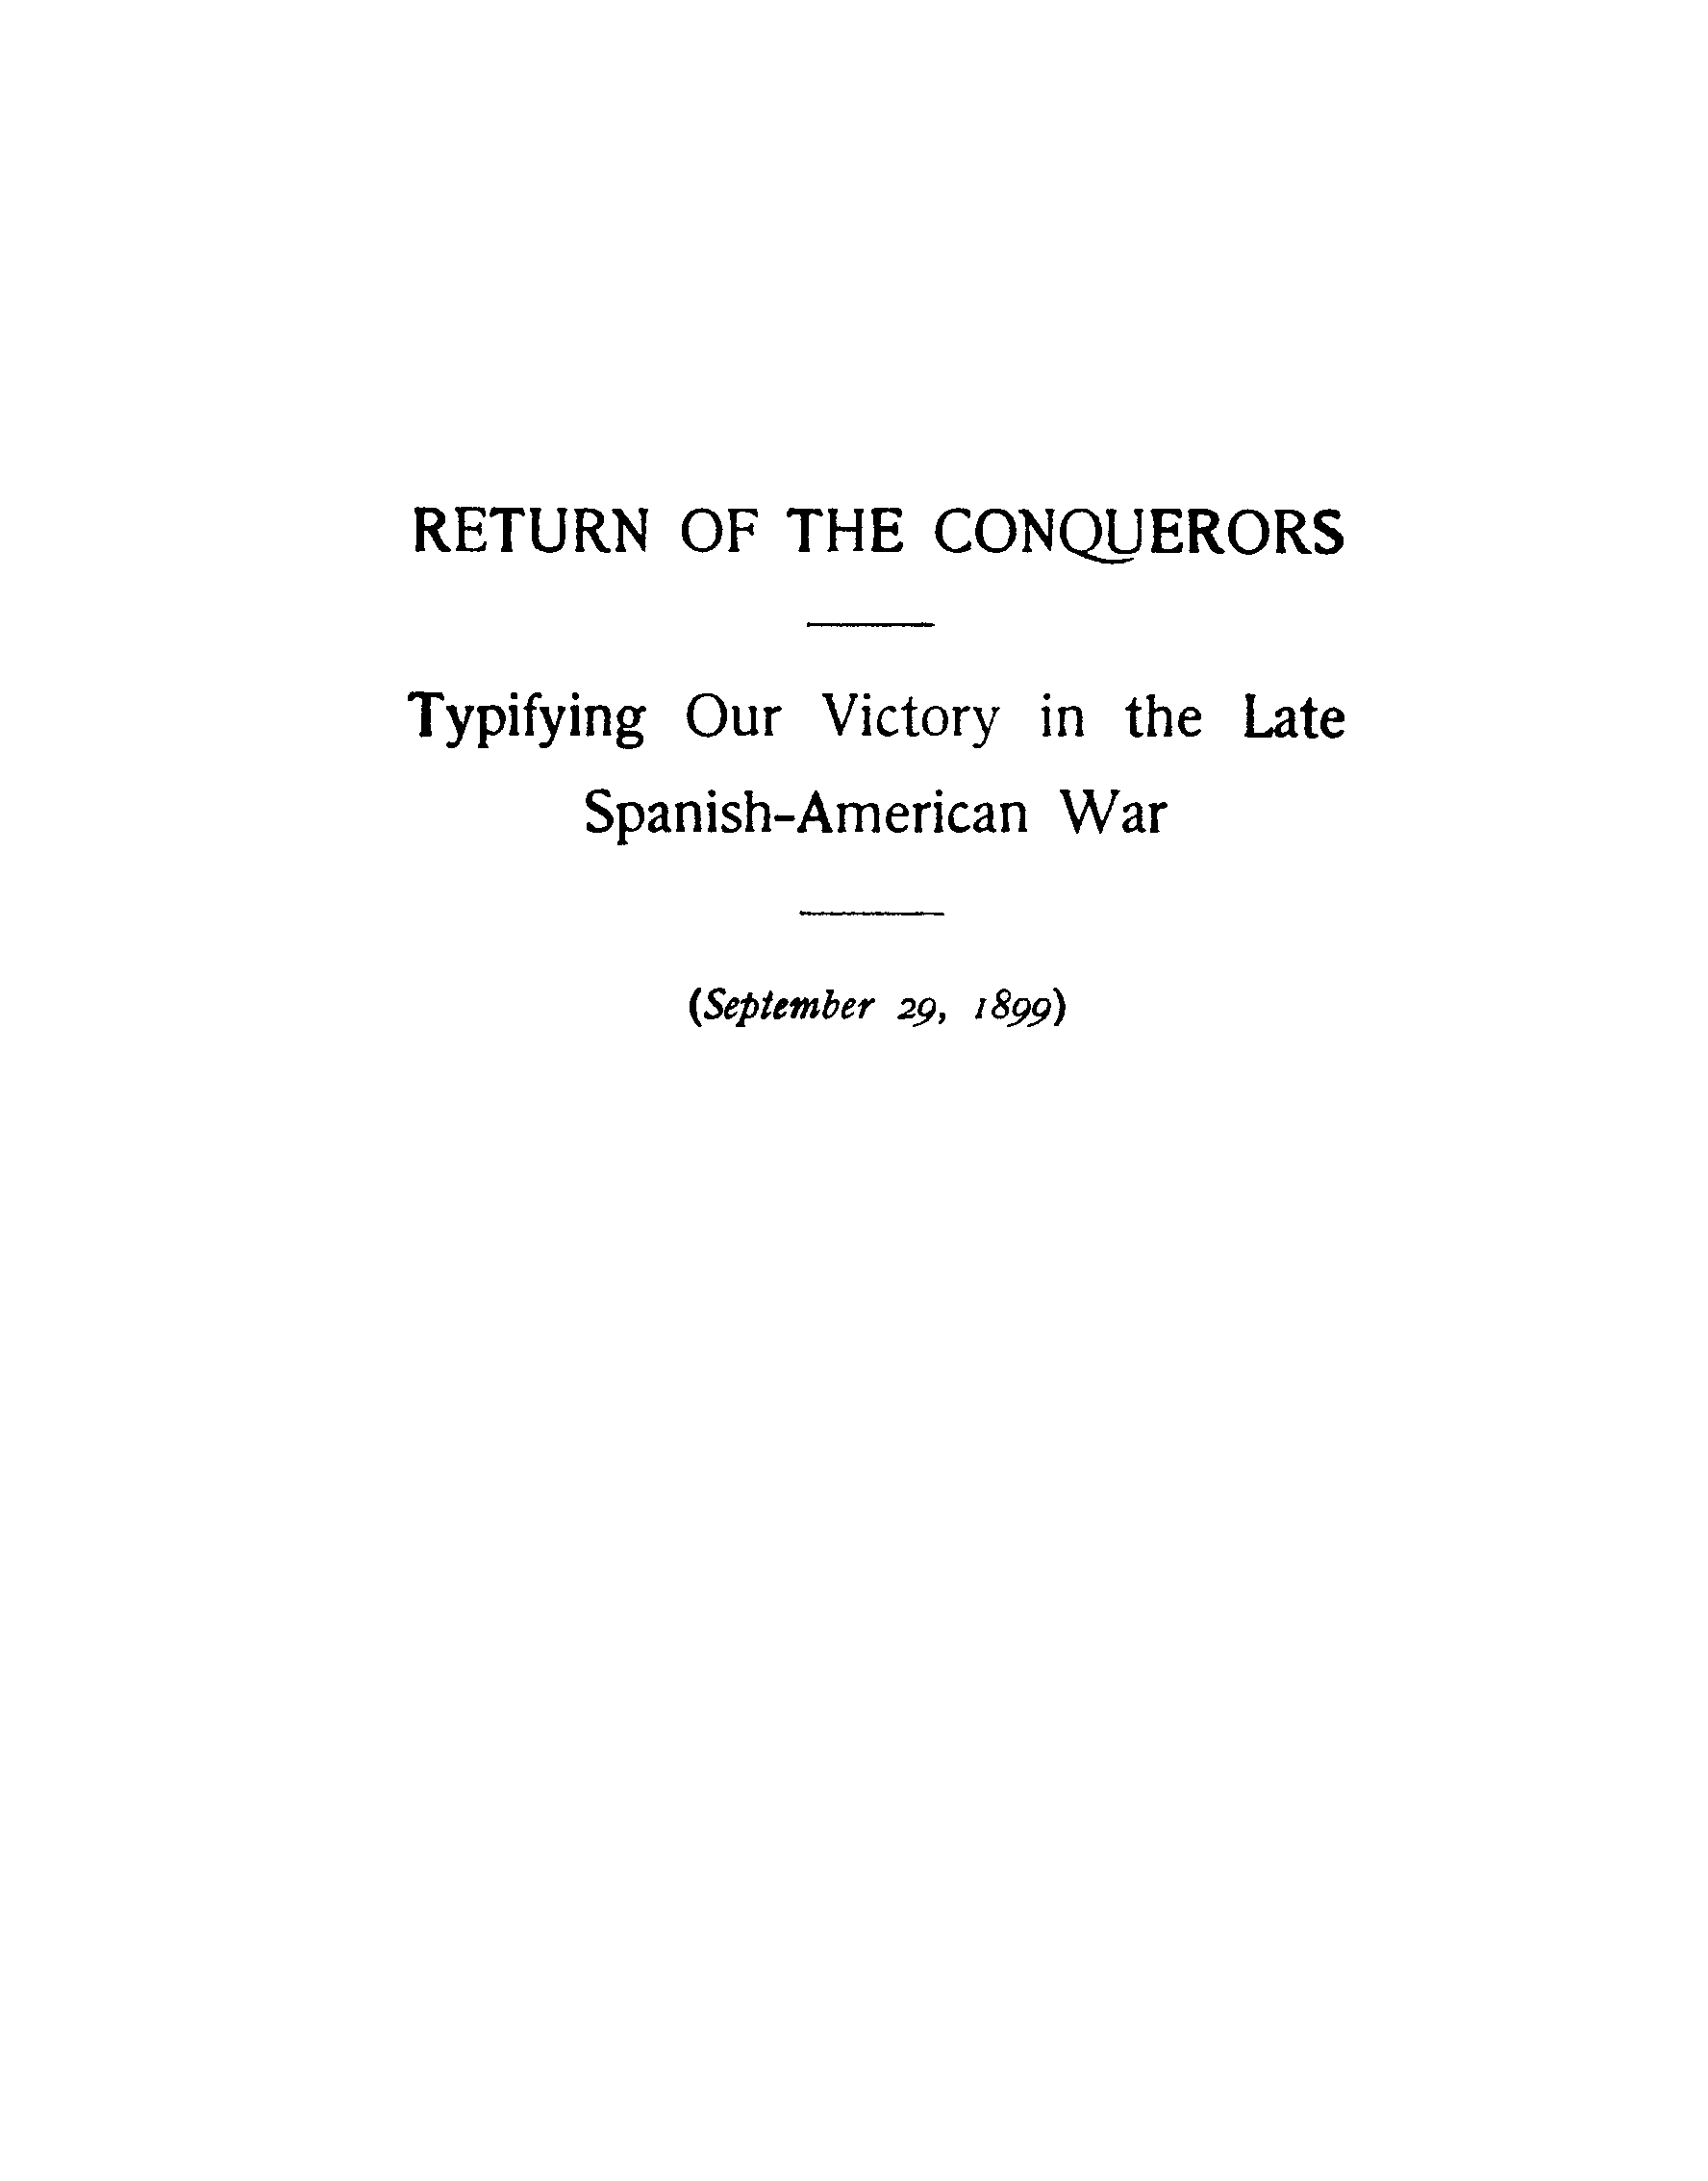 RETURN OF THE CONQUERORS
Typifying Our Victory in the Late
Spanish-American War
(September 29, 1899)